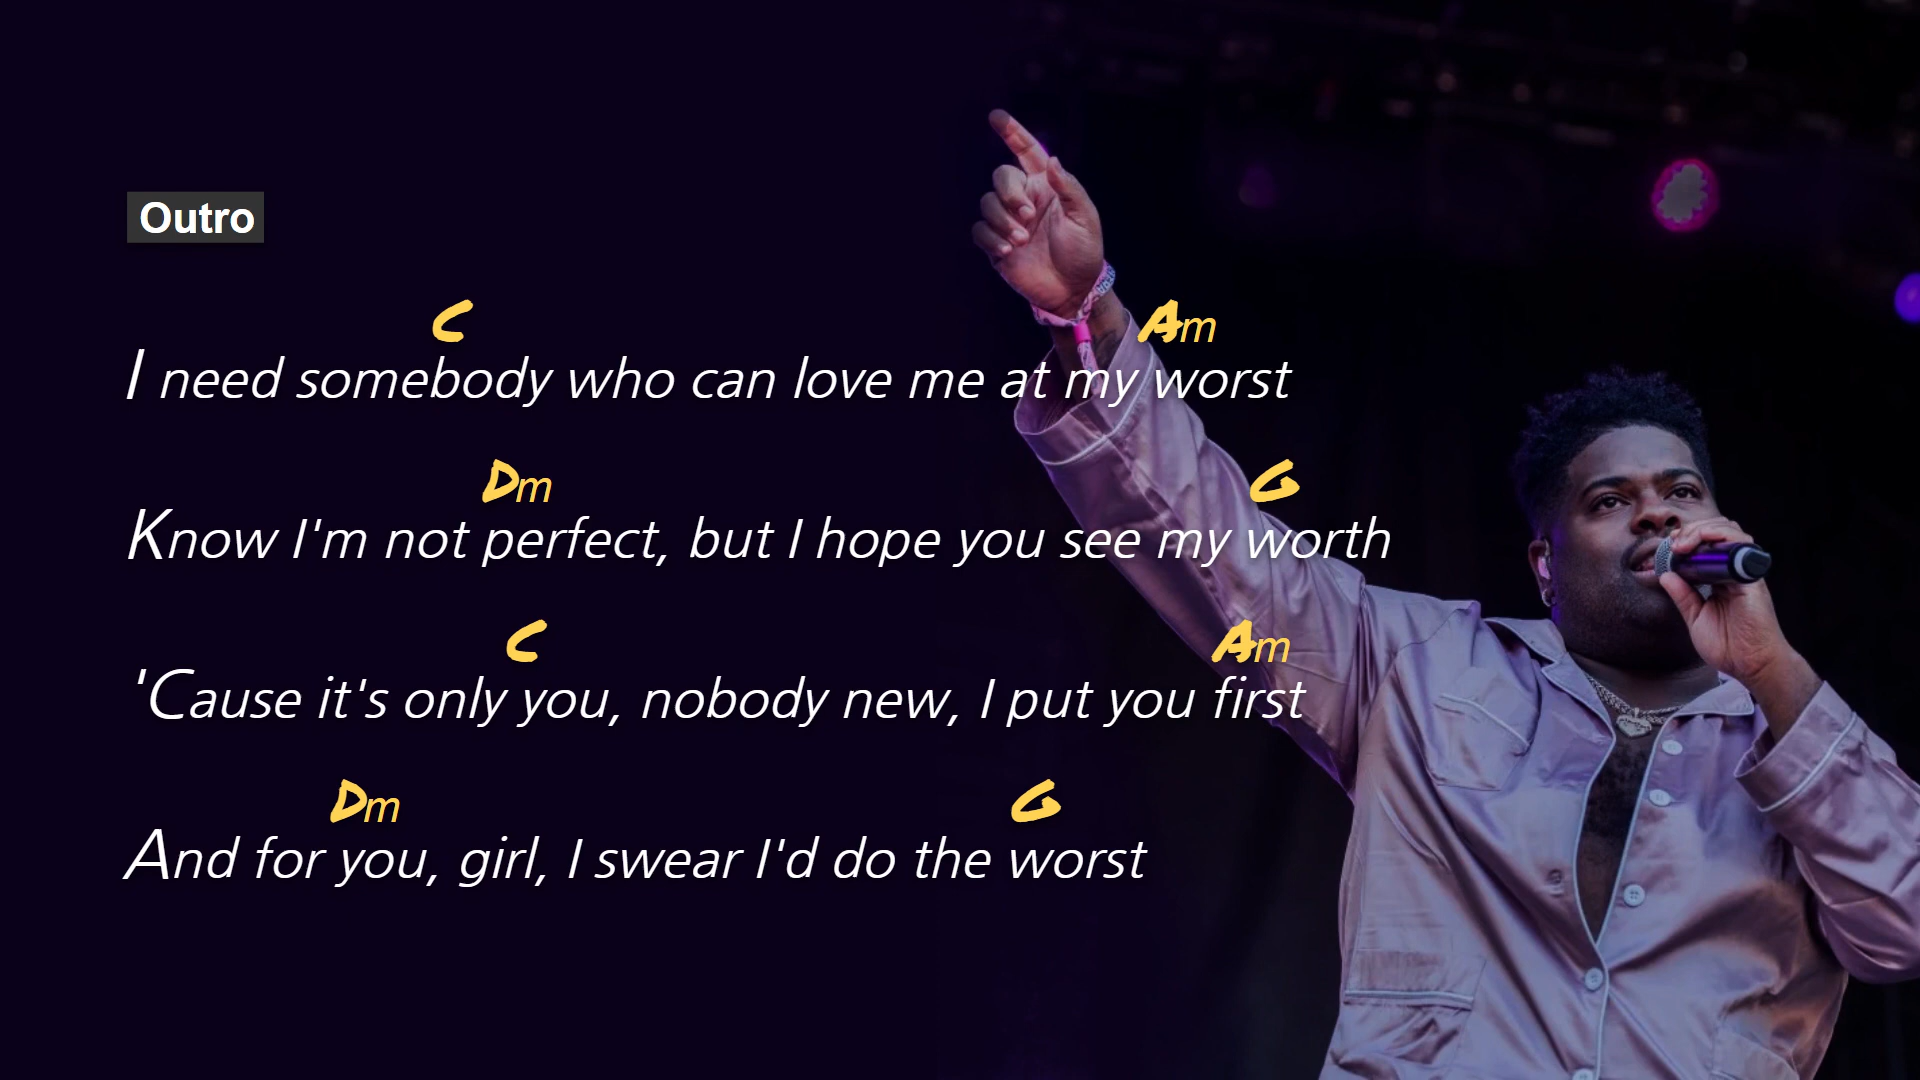 Outro
C Am
I need somebody who can love me at my worst
Dm G
Know I'm not perfect, but I hope you see my worth
C Am
'Cause it's only you, nobody new, I put you first
Dm G
And for you, girl, I swear I'd do the worst